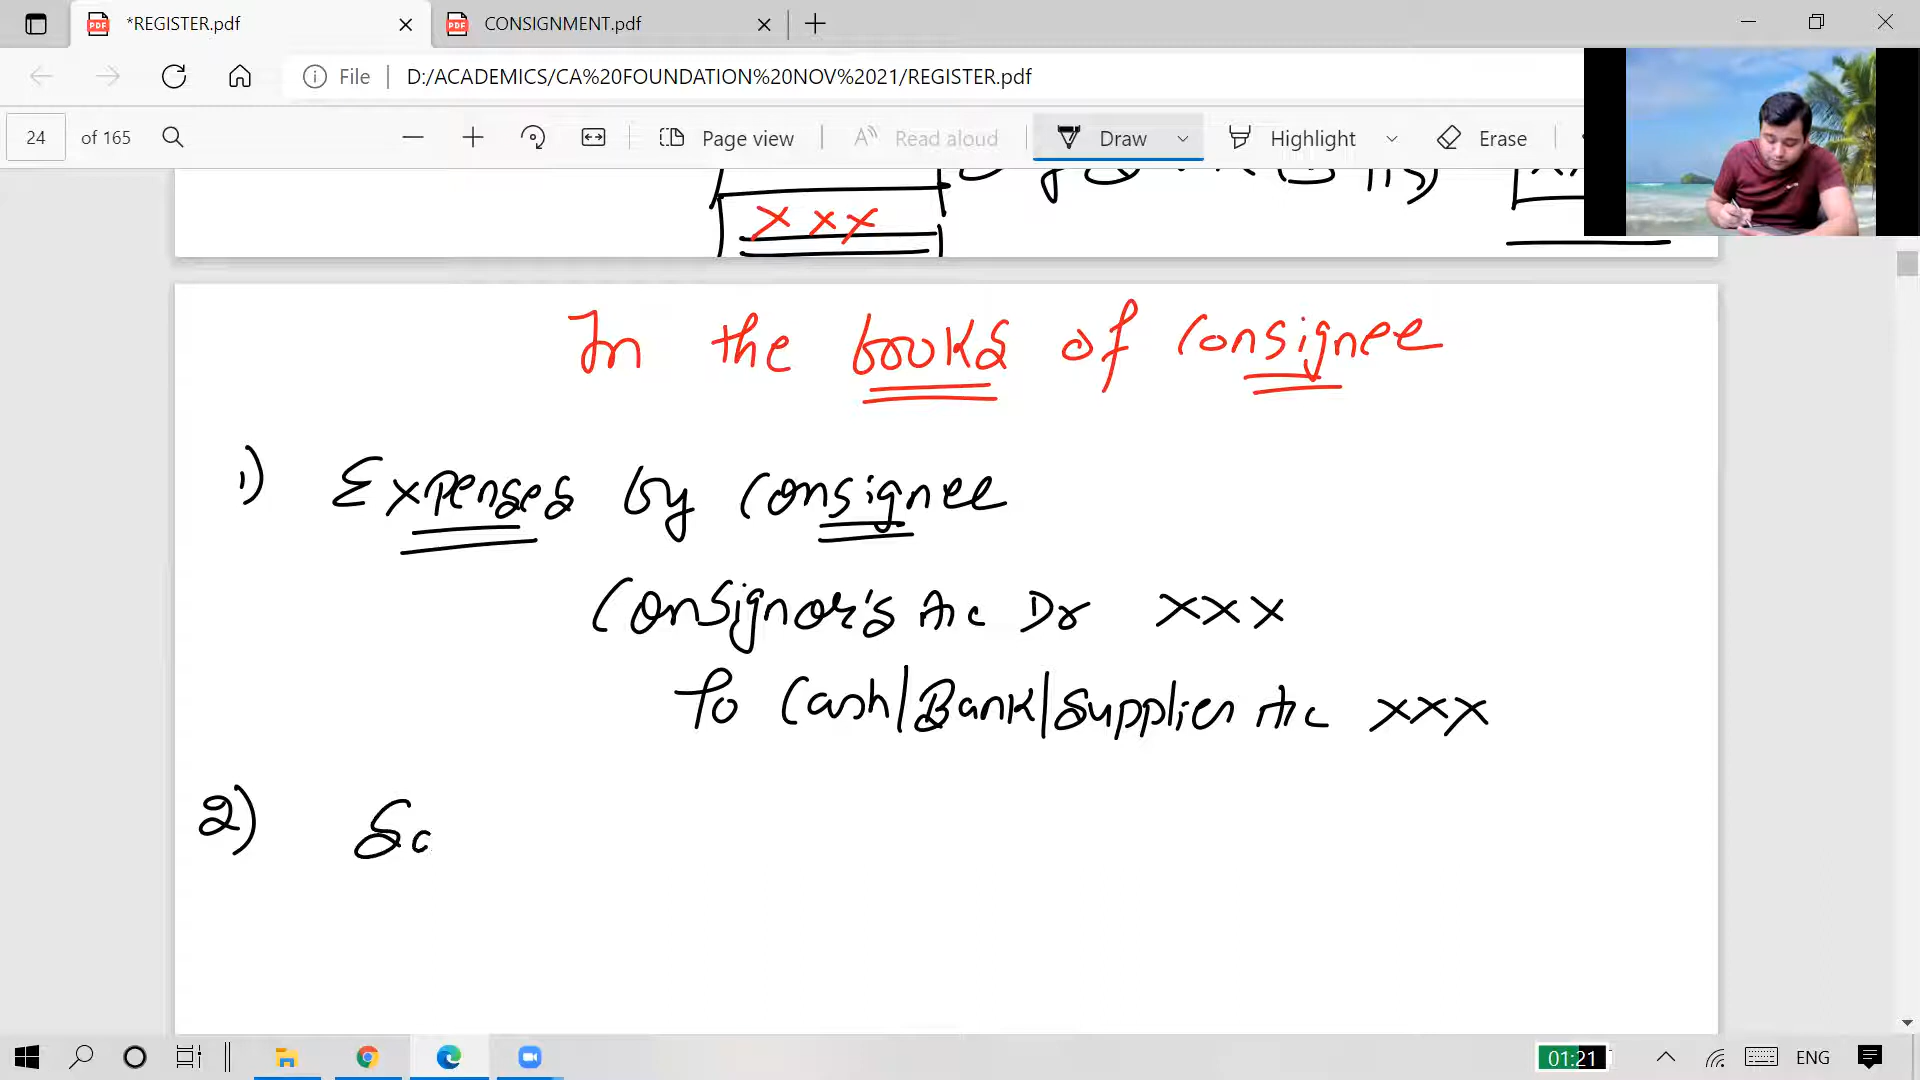 *REGISTER.pdf
CONSIGNMENT.pdf
File
D:/ACADEMICS/CA%20FOUNDATION%20NOV%2021/REGISTER.pdf
24 of 165
Page view
Read aloud
Draw
Highlight
Erase
x x x
In the books of Consignee
1) Expenses by Consignee
Consignor's A/c Dr xxx
To Cash/Bank/Supplier A/c xxx
2) Sa
01:21
ENG